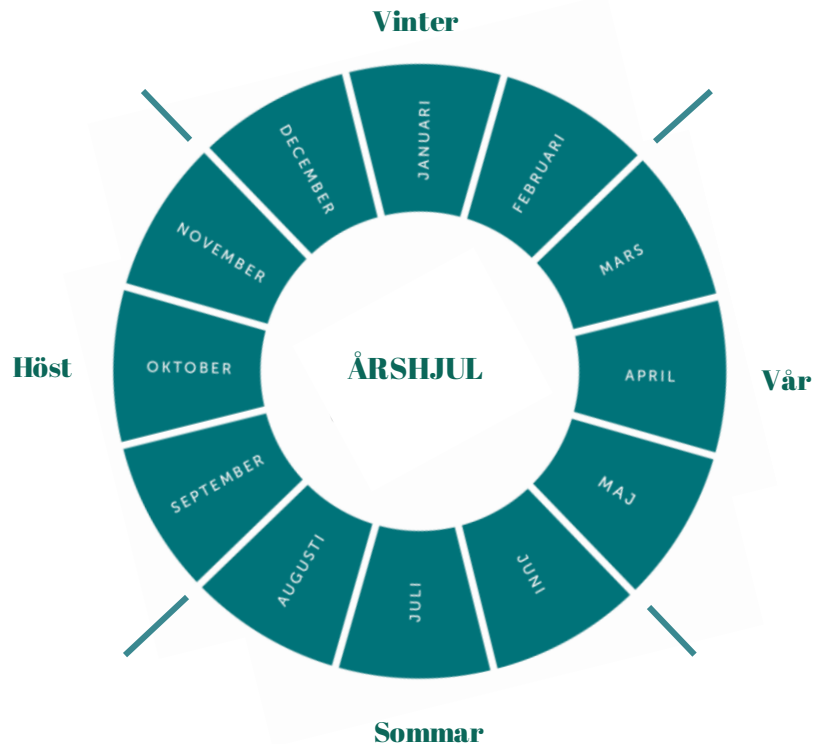 Vinter
JANUARI
FEBRUARI
MARS
APRIL
MAJ
JUNI
JULI
AUGUSTI
SEPTEMBER
OKTOBER
NOVEMBER
DECEMBER
Höst
ÅRSHJUL
Vår
Sommar